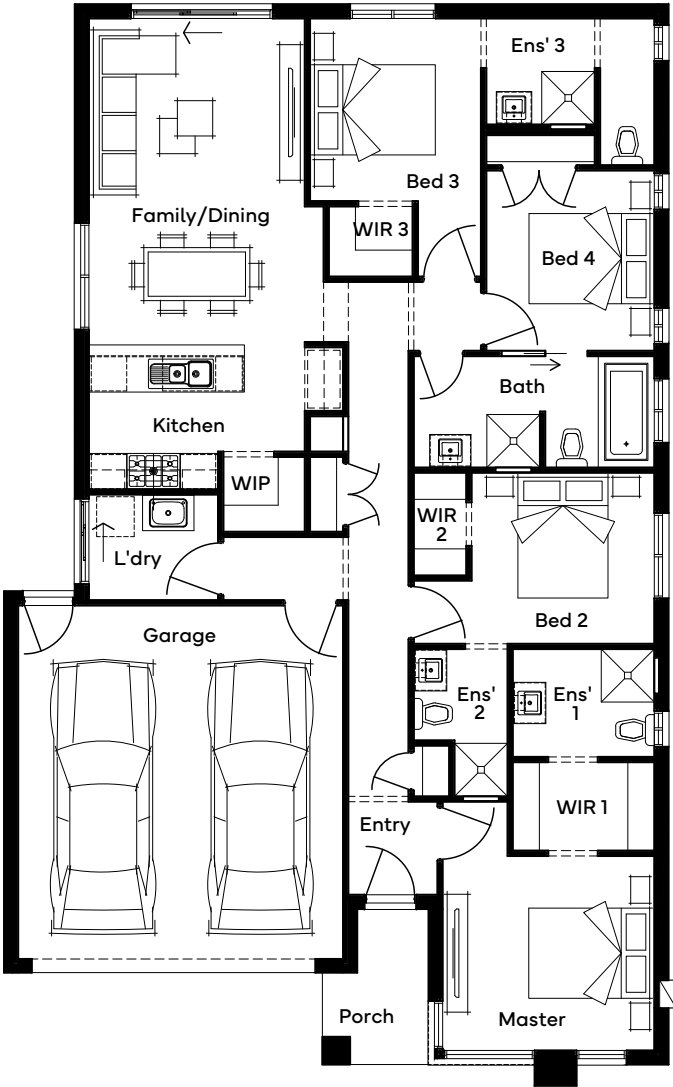 Ens' 3
Bed 3
Family/Dining
WIR 3
Bed 4
Bath
Kitchen
WIP
WIR
2
L'dry
Bed 2
Garage
Ens'
2
Ens'
1
WIR 1
Entry
Porch
Master